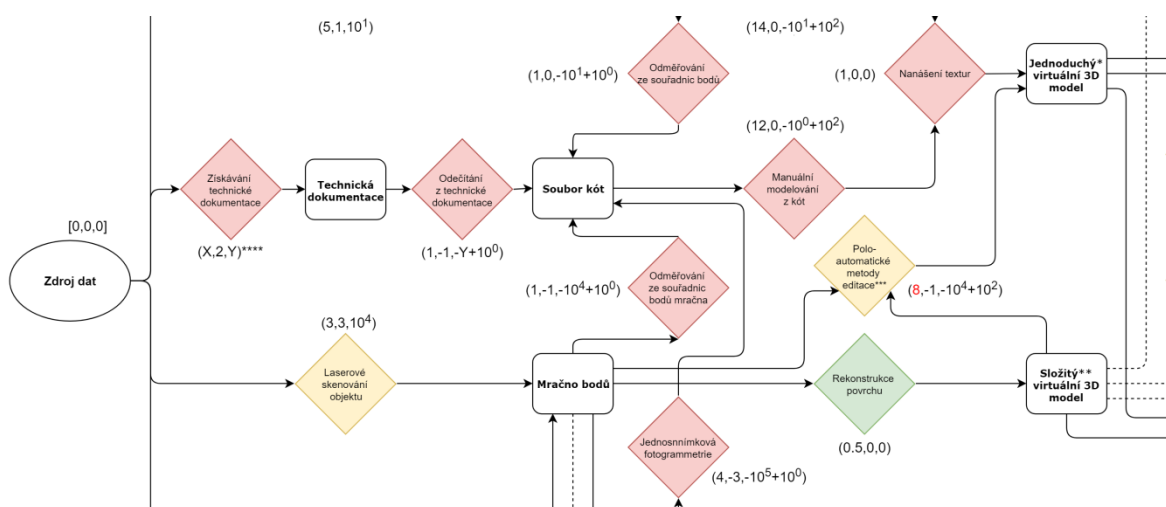 (5,1,10¹)
(14,0,-10¹+10²)
Odměřování
ze souřadnic bodů
(1,0,-10¹+10⁰)
Nanášení textur
(1,0,0)
Jednoduchý*
virtuální 3D
model
(12,0,-10⁰+10²)
Získávání
technické
dokumentace
(X,2,Y)****
Technická
dokumentace
Odečítání
z technické
dokumentace
(1,-1,-Y+10⁰)
Soubor kót
Manuální
modelování
z kót
[0,0,0]
Zdroj dat
Odměřování
ze souřadnic
bodů mračna
(1,-1,-10⁴+10⁰)
Polo-
automatické
metody
editace***
(8,-1,-10⁴+10²)
(3,3,10⁴)
Laserové
skenování
objektu
Mračno bodů
Rekonstrukce
povrchu
(0.5,0,0)
Složitý**
virtuální 3D
model
Jednosnnímková
fotogrammetrie
(4,-3,-10⁵+10⁰)